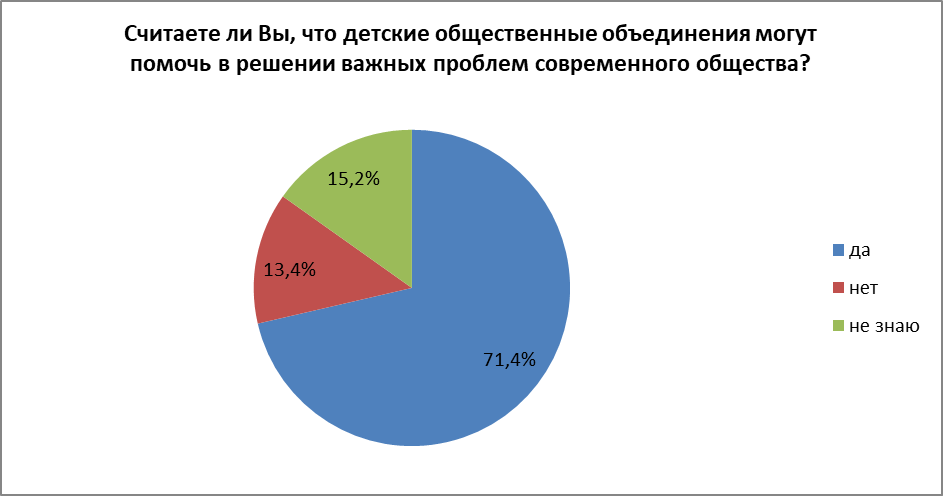 Считаете ли Вы, что детские общественные объединения могут
помочь в решении важных проблем современного общества?
15,2%
13,4%
71,4%
да
нет
не знаю